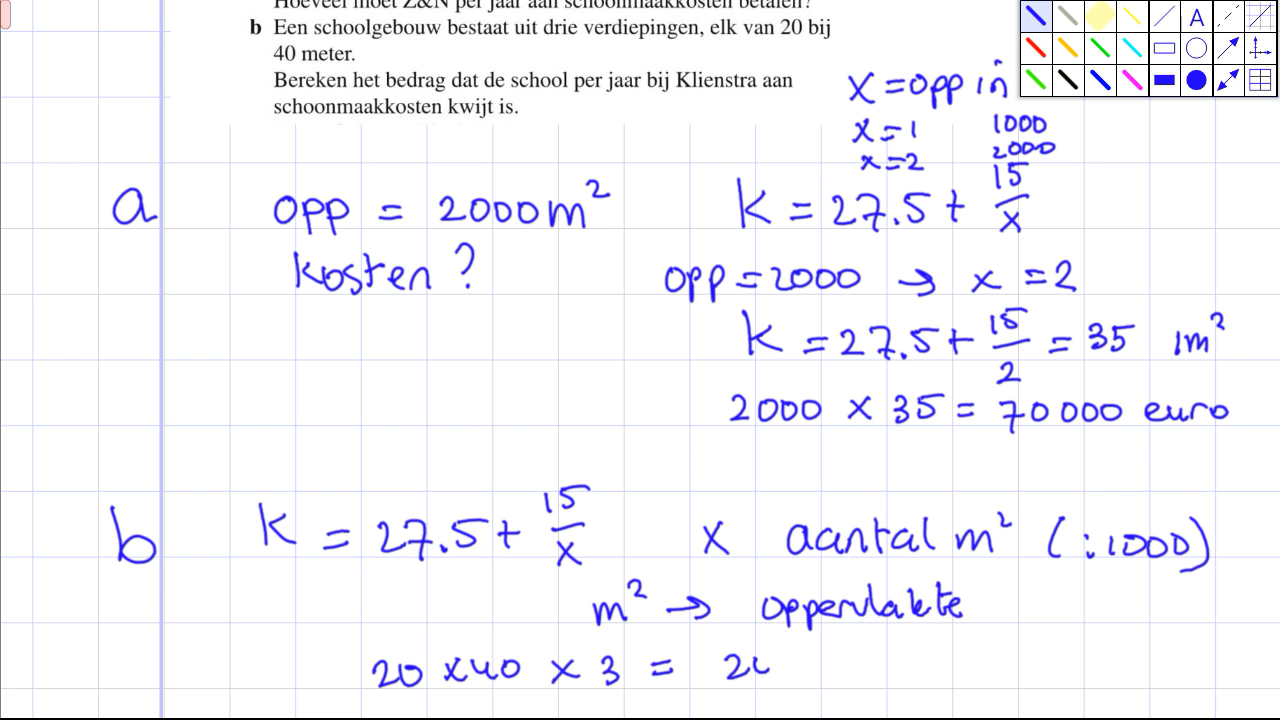 Hoeveel moet Z&N per jaar aan schoonmaakkosten betalen?
b Een schoolgebouw bestaat uit drie verdiepingen, elk van 20 bij
40 meter.
Bereken het bedrag dat de school per jaar bij Klienstra aan
schoonmaakkosten kwijt is.
A
x = opp in
x = 1 1000
x = 2 2000
a opp = 2000 m²
kosten?
K = 27.5 + 15/x
opp = 2000 → x = 2
K = 27.5 + 15/2 = 35 1m²
2000 x 35 = 70000 euro
b K = 27.5 + 15/x x aantal m² (:1000)
m² → oppervlakte
20 x 40 x 3 = 2